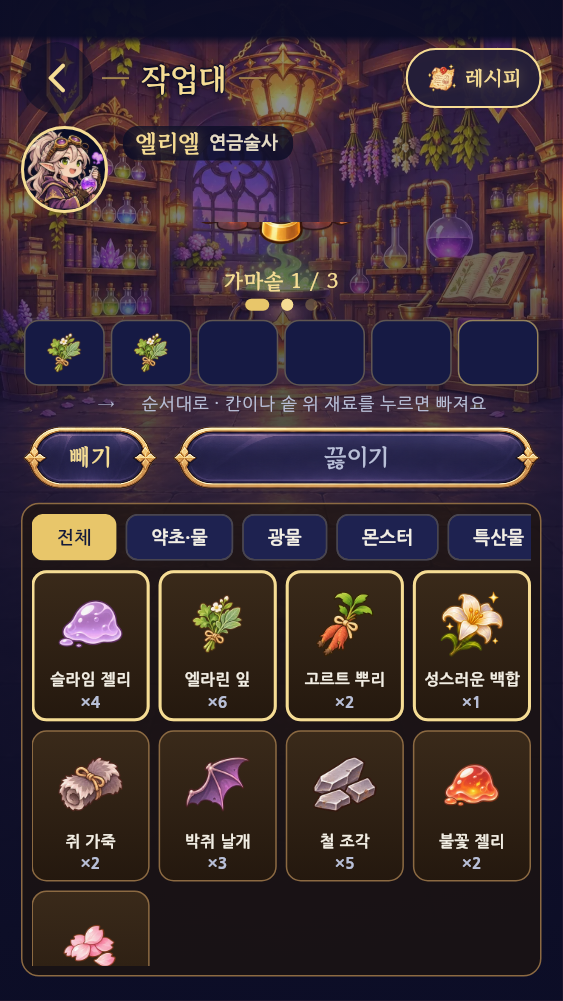 작업대
레시피
엘리엘 연금술사
가마솥 1 / 3
→ 순서대로 · 칸이나 솥 위 재료를 누르면 빠져요
빼기
끓이기
전체
약초·물
광물
몬스터
특산물
슬라임 젤리
×4
엘라린 잎
×6
고르트 뿌리
×2
성스러운 백합
×1
쥐 가죽
×2
박쥐 날개
×3
철 조각
×5
불꽃 젤리
×2